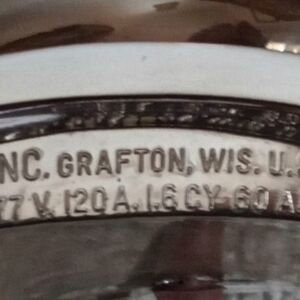 NC. GRAFTON, WIS. U.
77 V. 120 A. 1.6 CY 60 A